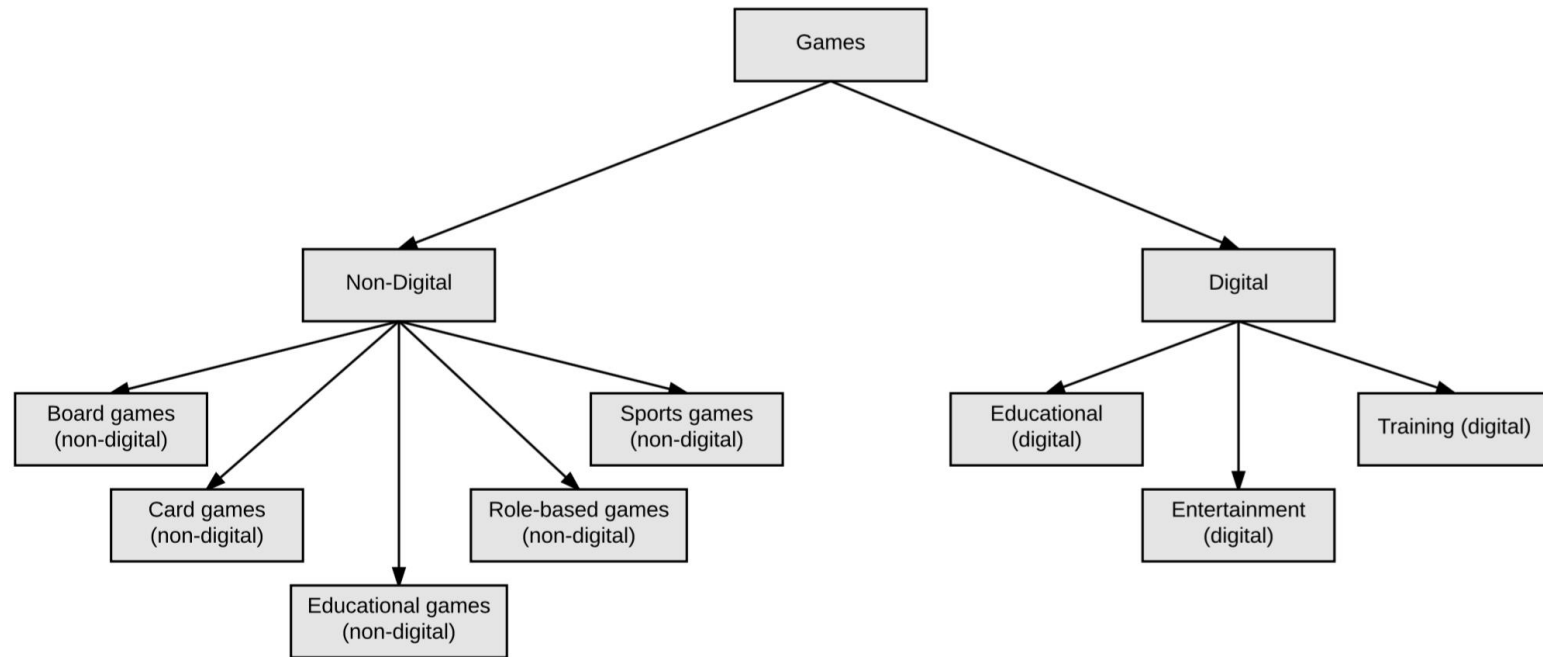 Games
Non-Digital
Digital
Board games
(non-digital)
Sports games
(non-digital)
Educational
(digital)
Training (digital)
Card games
(non-digital)
Role-based games
(non-digital)
Entertainment
(digital)
Educational games
(non-digital)